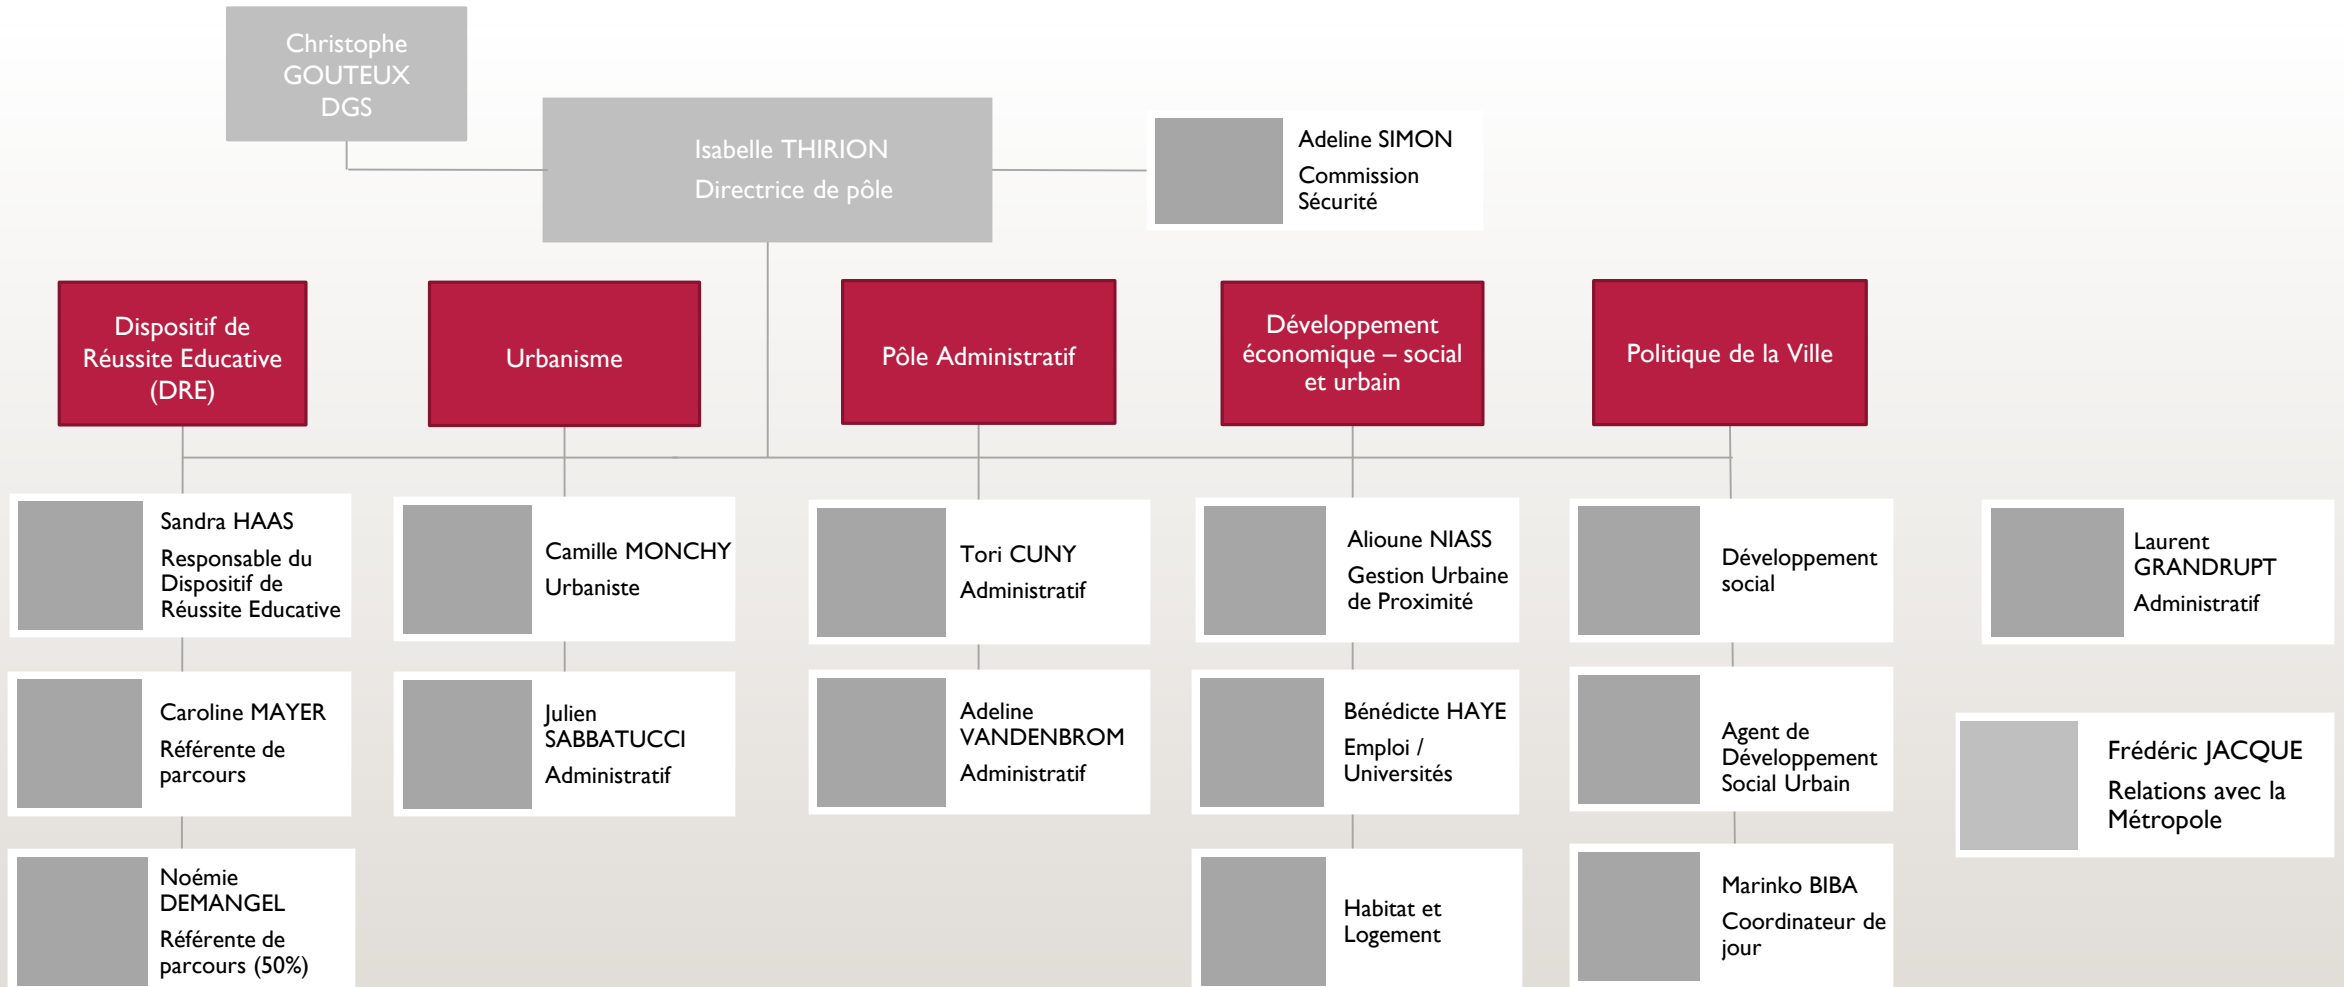 Christophe
GOUTEUX
DGS
Isabelle THIRION
Directrice de pôle
Adeline SIMON
Commission
Sécurité
Dispositif de
Réussite Educative
(DRE)
Urbanisme
Pôle Administratif
Développement
économique – social
et urbain
Politique de la Ville
Sandra HAAS
Responsable du
Dispositif de
Réussite Educative
Caroline MAYER
Référente de
parcours
Noémie
DEMANGEL
Référente de
parcours (50%)
Camille MONCHY
Urbaniste
Julien
SABBATUCCI
Administratif
Tori CUNY
Administratif
Adeline
VANDENBROM
Administratif
Alioune NIASS
Gestion Urbaine
de Proximité
Bénédicte HAYE
Emploi /
Universités
Habitat et
Logement
Développement
social
Agent de
Développement
Social Urbain
Marinko BIBA
Coordinateur de
jour
Laurent
GRANDRUPT
Administratif
Frédéric JACQUE
Relations avec la
Métropole